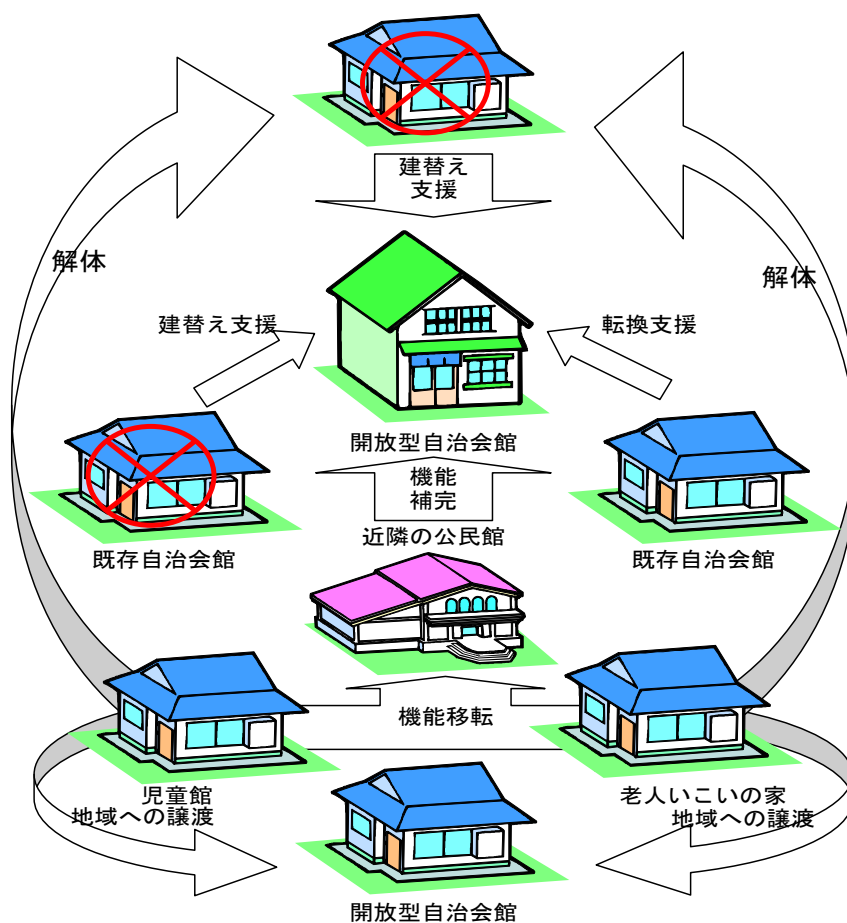 建替え
支援
解体
解体
建替え支援
転換支援
開放型自治会館
機能
補完
近隣の公民館
既存自治会館
既存自治会館
機能移転
児童館
地域への譲渡
老人いこいの家
地域への譲渡
開放型自治会館